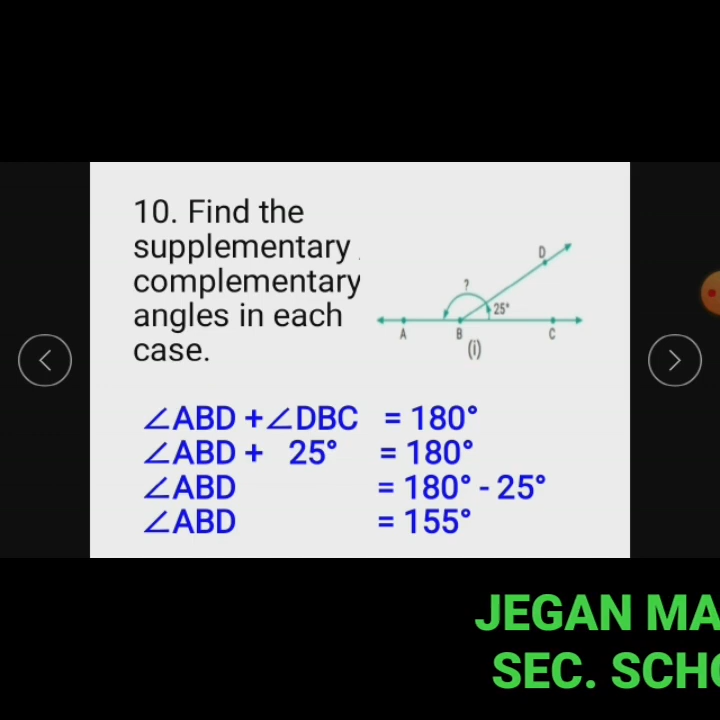 10. Find the
supplementary
complementary
angles in each
case.
D
?
25°
A
B
C
(i)
∠ABD +∠DBC = 180°
∠ABD + 25° = 180°
∠ABD = 180° - 25°
∠ABD = 155°
JEGAN MA
SEC. SCHO